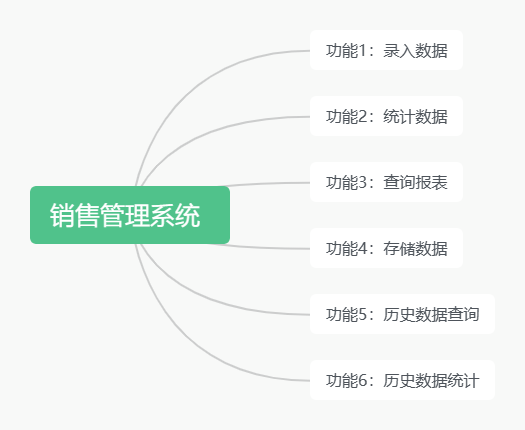 功能1：录入数据
功能2：统计数据
功能3：查询报表
销售管理系统
功能4：存储数据
功能5：历史数据查询
功能6：历史数据统计